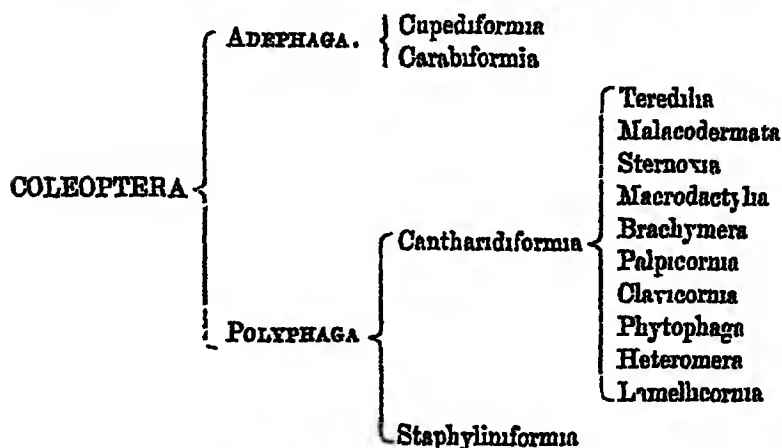 COLEOPTERA
ADEPHAGA.
Cupediformia
Carabiformia
POLYPHAGA
Cantharidiformia
Teredilia
Malacodermata
Sternoxia
Macrodactylia
Brachymera
Palpicornia
Clavicornia
Phytophaga
Heteromera
Lamellicornia
Staphyliniformia